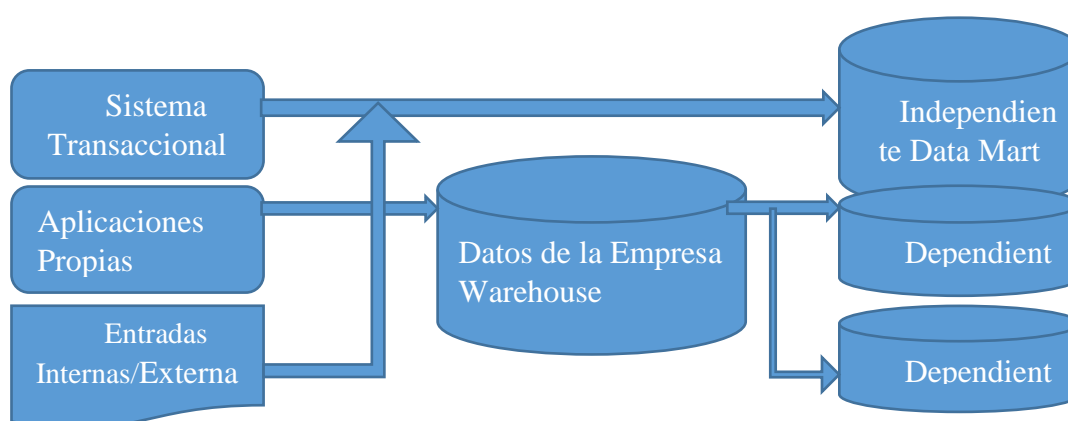 Sistema
Transaccional
Aplicaciones
Propias
Entradas
Internas/Externa
Datos de la Empresa
Warehouse
Independien
te Data Mart
Dependient
Dependient